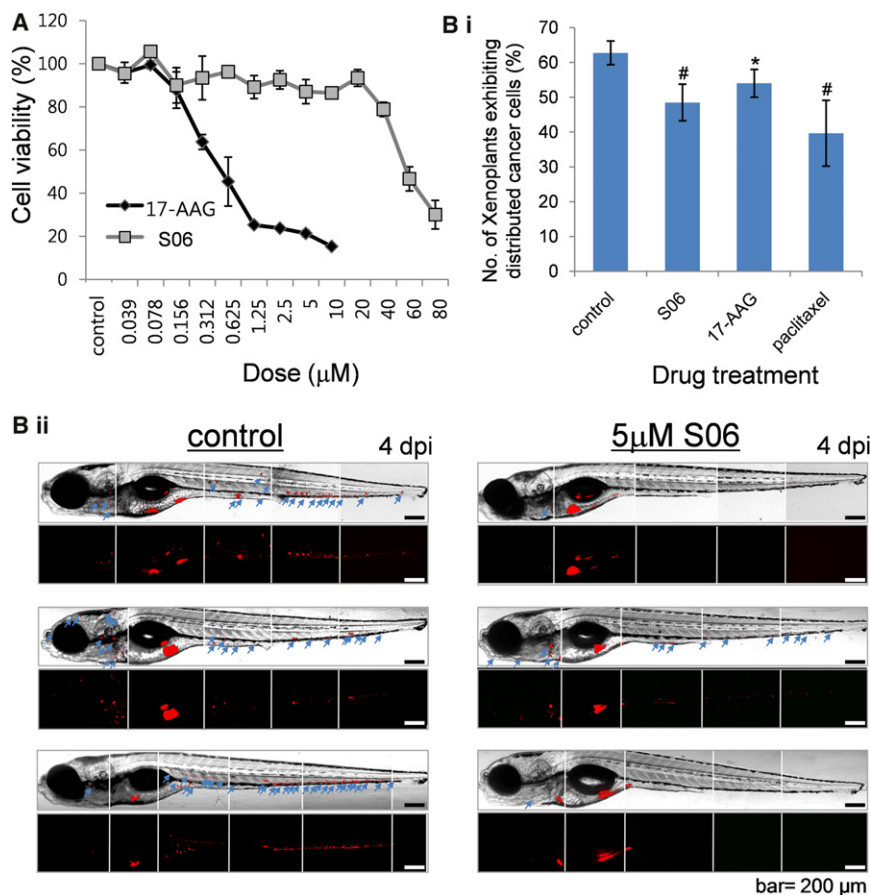 A
Cell viability (%)
120
100
80
60
40
20
0
17-AAG
S06
control
0.039
0.078
0.156
0.312
0.625
1.25
2.5
5
10
20
40
60
80
Dose (μM)
B i
No. of Xenoplants exhibiting
distributed cancer cells (%)
70
60
50
40
30
20
10
0
#
*
#
control
S06
17-AAG
paclitaxel
Drug treatment
B ii
control
4 dpi
5μM S06
4 dpi
bar= 200 μm